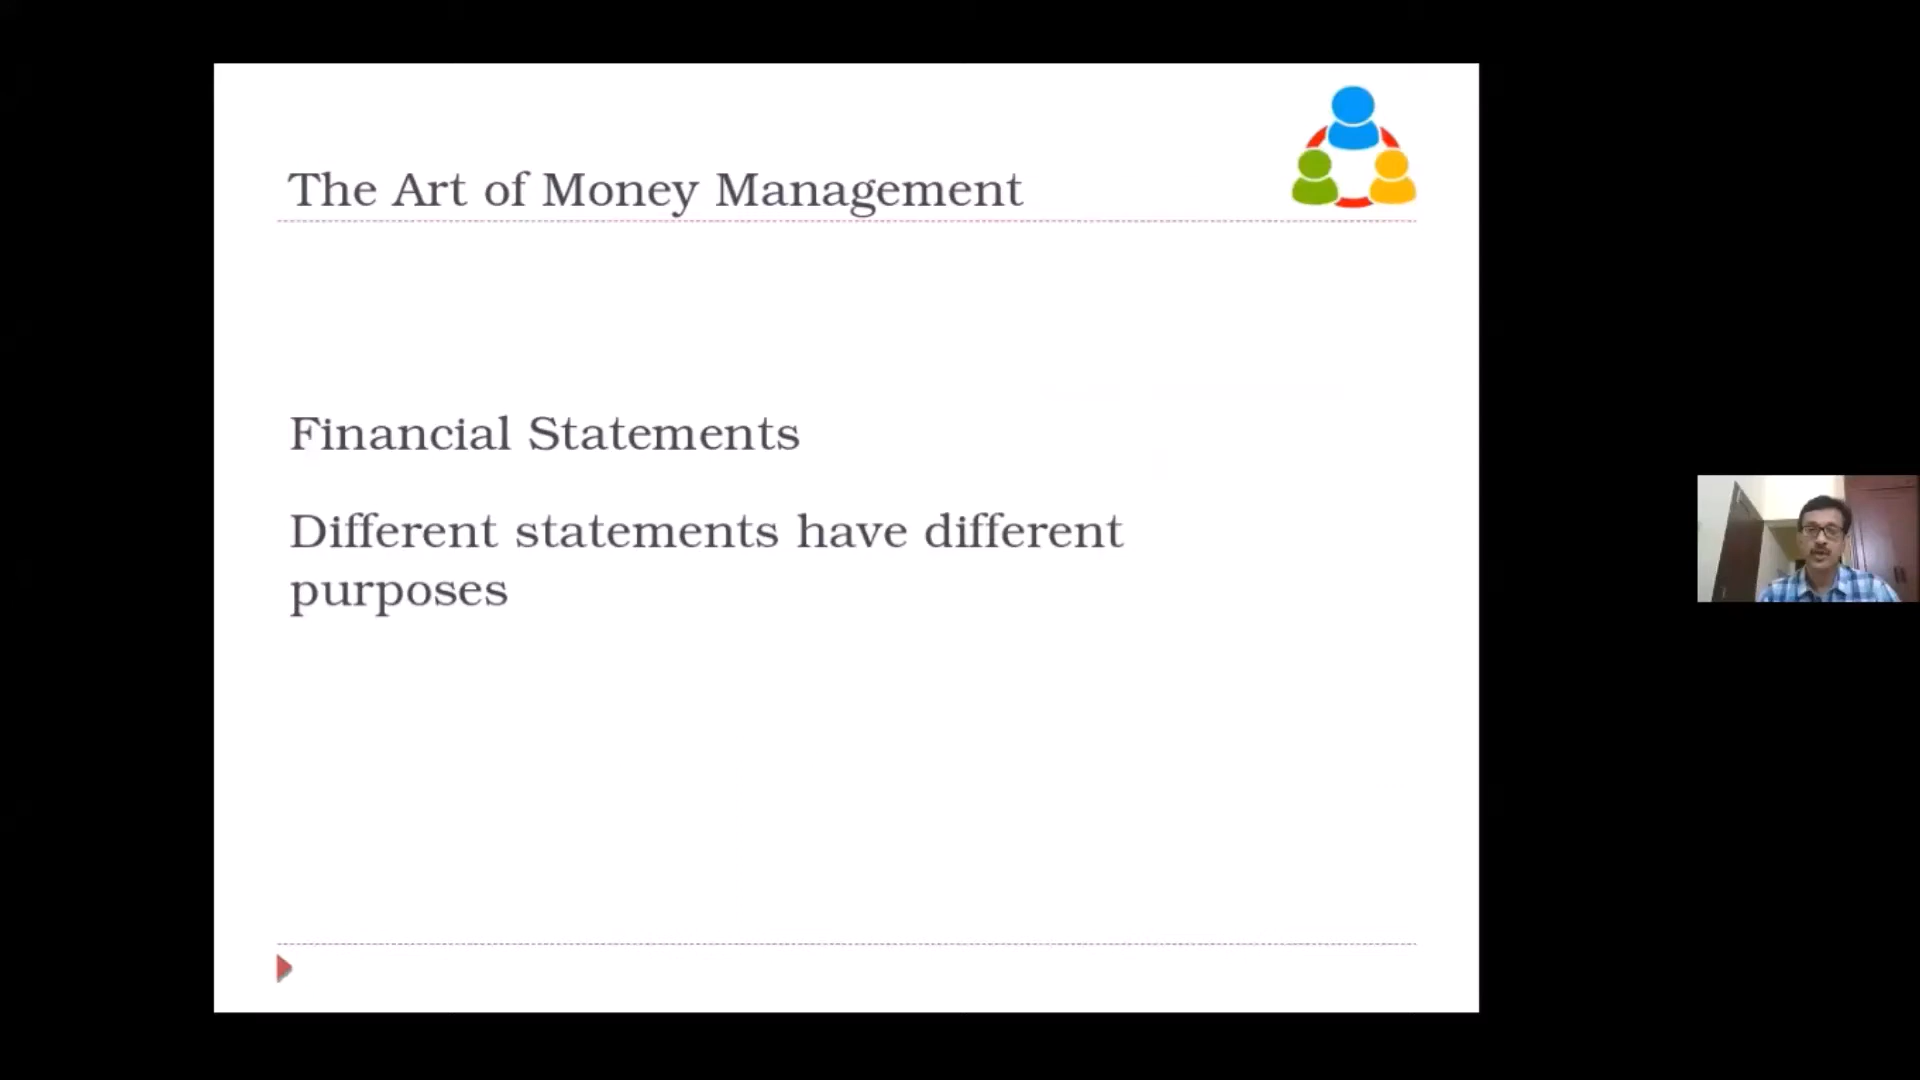 The Art of Money Management
Financial Statements
Different statements have different
purposes